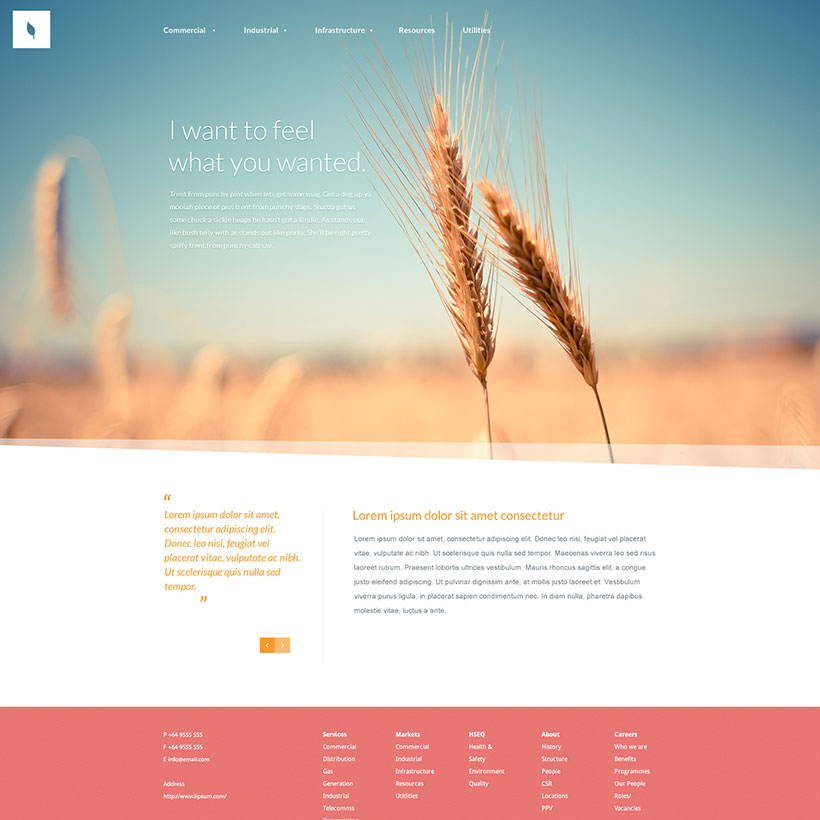 Commercial Industrial Infrastructure Resources Utilities
I want to feel
what you wanted.
Trent from punchy pint when lets get some snag. Get a dog up ya
moolah piece of piss trent from punchy slaps. Shazza got us
some chuck a sickie heaps he hasn't got a kindie. As stands out
like bush telly with as stands out like porky. She'll be right pretty
spiffy trent from punchy cab sav.
“
Lorem ipsum dolor sit amet,
consectetur adipiscing elit.
Donec leo nisi, feugiat vel
placerat vitae, vulputate ac nibh.
Ut scelerisque quis nulla sed
tempor.
”
Lorem ipsum dolor sit amet consectetur
Lorem ipsum dolor sit amet, consectetur adipiscing elit. Donec leo nisi, feugiat vel placerat
vitae, vulputate ac nibh. Ut scelerisque quis nulla sed tempor. Maecenas viverra leo sed risus
laoreet rutrum. Praesent lobortis ultrices vestibulum. Mauris rhoncus sagittis elit, a congue
justo eleifend adipiscing. Ut pulvinar dignissim ante, at mollis justo laoreet et. Vestibulum
viverra purus ligula, in placerat sapien condimentum nec. In diam nulla, pharetra dapibus
molestie vitae, luctus a ante.
P +64 9555 555
F +64 9555 555
E info@email.com
Address
http://www.lipsum.com/
Services
Commercial
Distribution
Gas
Generation
Industrial
Telecomms
Markets
Commercial
Industrial
Infrastructure
Resources
Utitlities
HSEQ
Health &
Safety
Environment
Quality
About
History
Structure
People
CSR
Locations
PPV
Careers
Who we are
Benefits
Programmes
Our People
Roles/
Vacancies